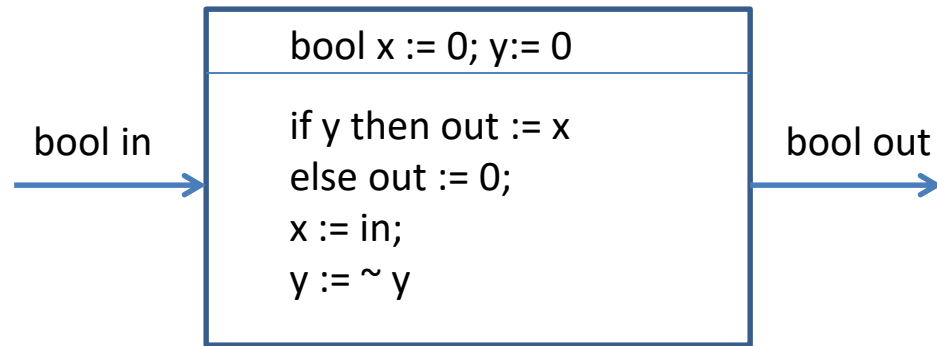 bool x := 0; y:= 0
bool in
if y then out := x
else out := 0;
x := in;
y := ~ y
bool out